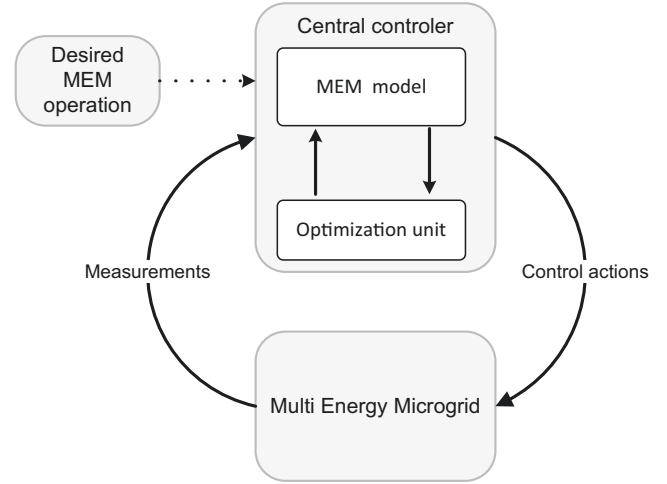 Central controler
Desired
MEM
operation
MEM model
Optimization unit
Measurements
Control actions
Multi Energy Microgrid